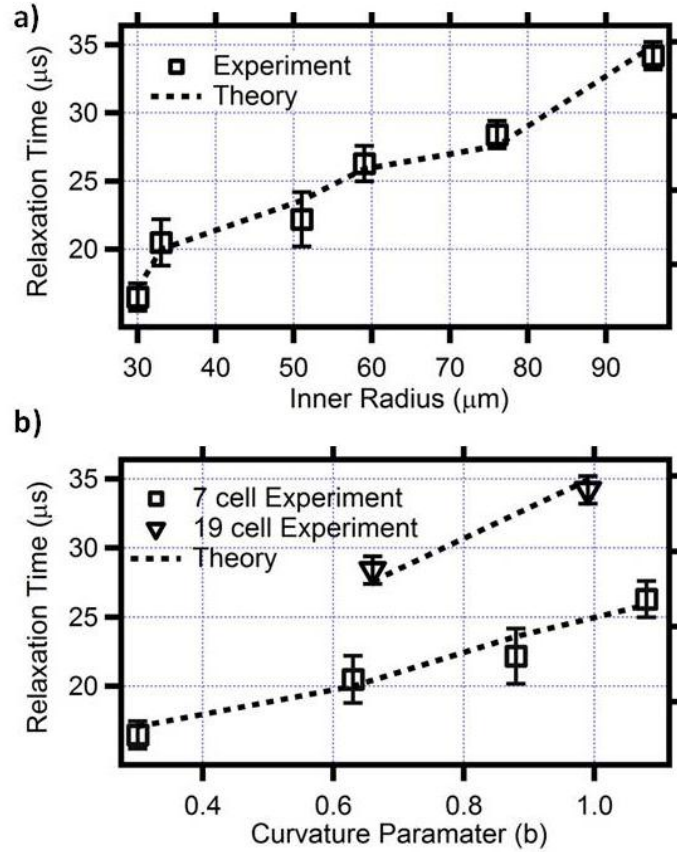 a)
Relaxation Time (μs)
35
30
25
20
Experiment
Theory
30 40 50 60 70 80 90
Inner Radius (μm)
b)
Relaxation Time (μs)
35
30
25
20
7 cell Experiment
19 cell Experiment
Theory
0.4 0.6 0.8 1.0
Curvature Paramater (b)